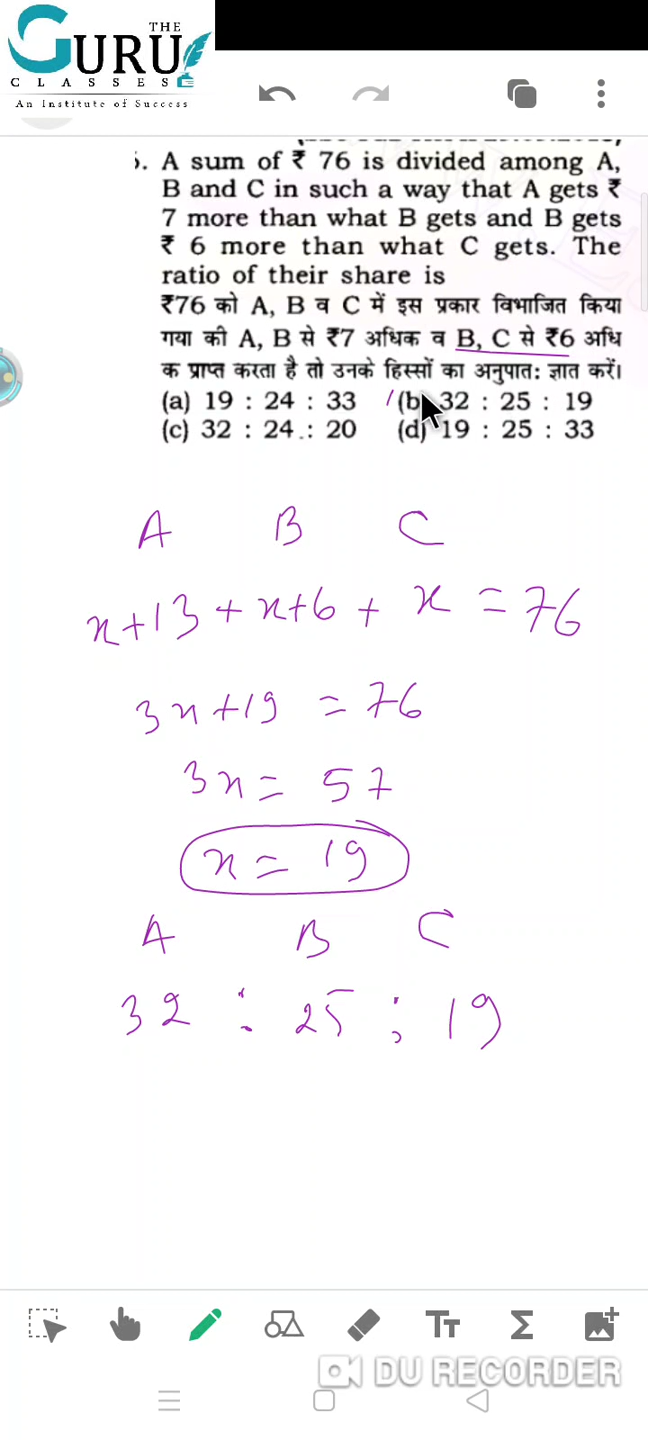 THE
GURU
CLASSES
An Institute of Success
5. A sum of ₹ 76 is divided among A,
B and C in such a way that A gets ₹
7 more than what B gets and B gets
₹ 6 more than what C gets. The
ratio of their share is
₹76 को A, B व C में इस प्रकार विभाजित किया
गया की A, B से ₹7 अधिक व B, C से ₹6 अधि
क प्राप्त करता है तो उनके हिस्सों का अनुपातः ज्ञात करें।
(a) 19 : 24 : 33 (b) 32 : 25 : 19
(c) 32 : 24 : 20 (d) 19 : 25 : 33
A B C
x+13 + x+6 + x = 76
3x+19 = 76
3x = 57
x = 19
A B C
32 : 25 : 19
TT Σ
DU RECORDER